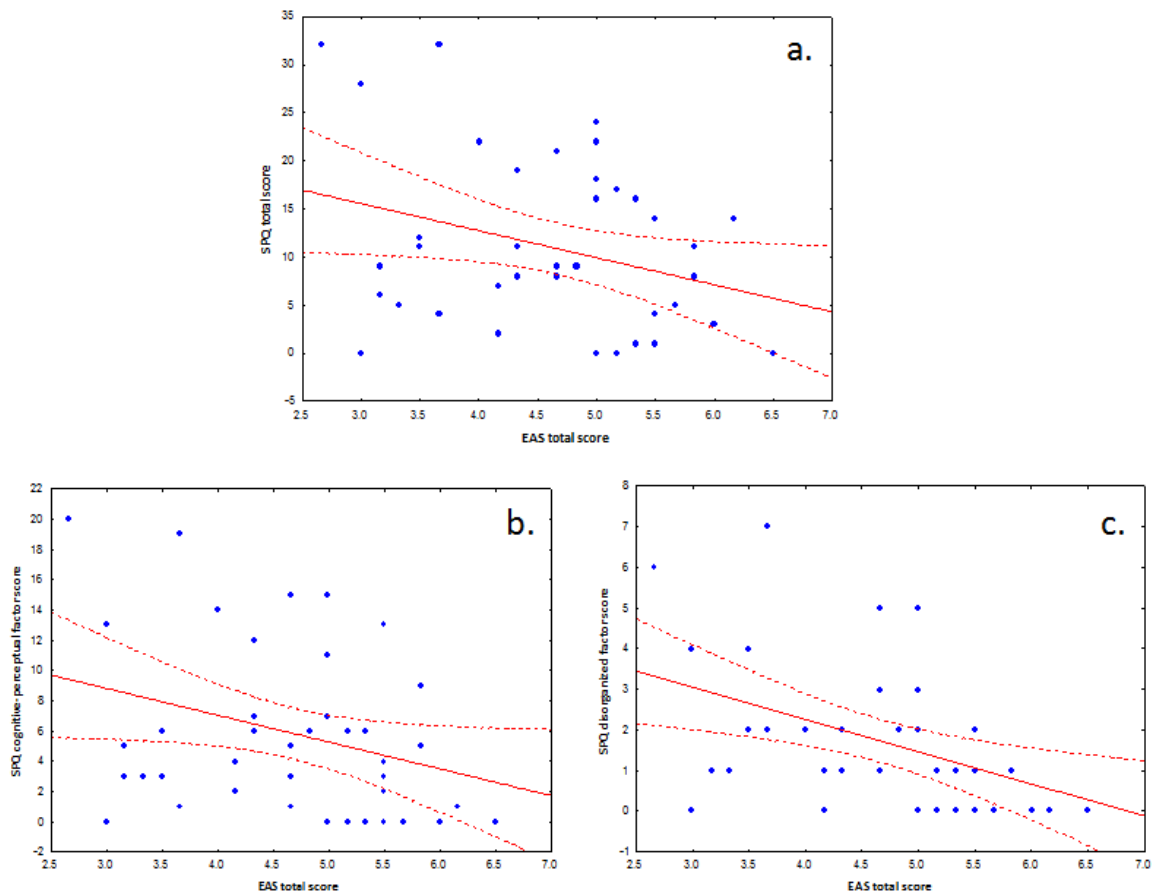 a.
35
30
25
20
15
10
5
0
-5
SPQ total score
2.5 3.0 3.5 4.0 4.5 5.0 5.5 6.0 6.5 7.0
EAS total score
b.
22
20
18
16
14
12
10
8
6
4
2
0
-2
SPQ cognitive-perceptual factor score
2.5 3.0 3.5 4.0 4.5 5.0 5.5 6.0 6.5 7.0
EAS total score
c.
8
7
6
5
4
3
2
1
0
-1
SPQ disorganized factor score
2.5 3.0 3.5 4.0 4.5 5.0 5.5 6.0 6.5 7.0
EAS total score